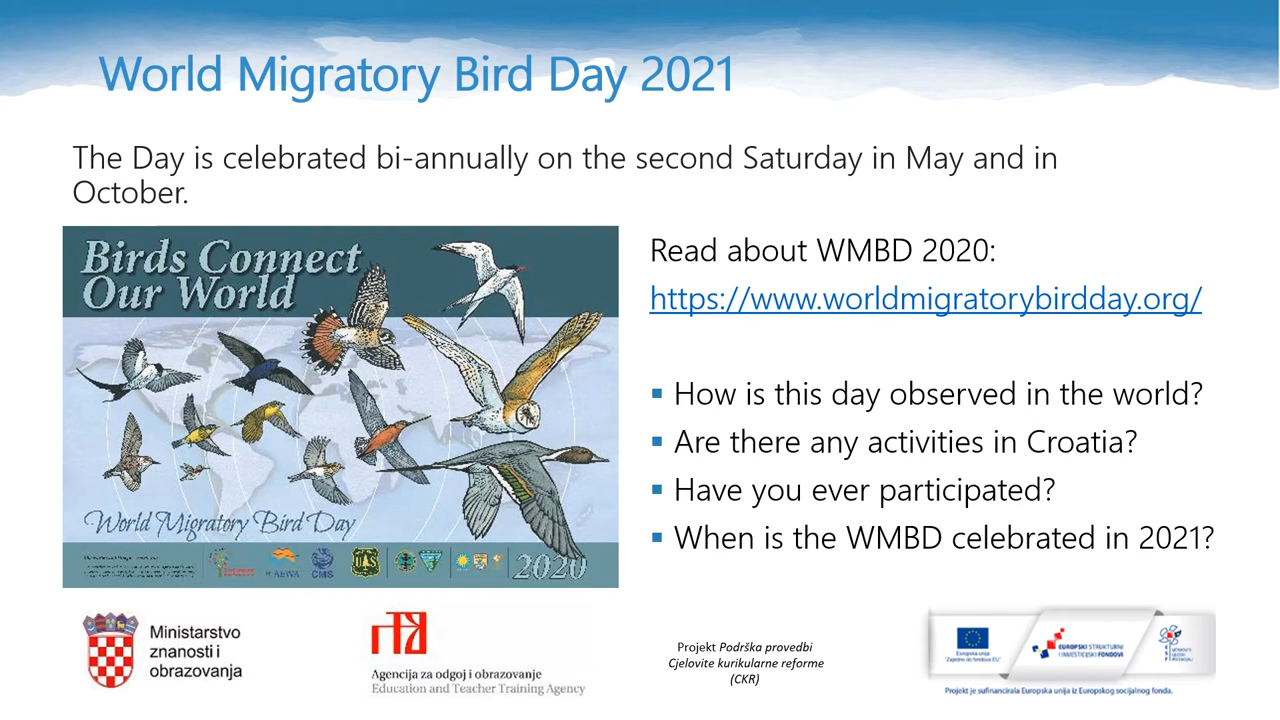 World Migratory Bird Day 2021
The Day is celebrated bi-annually on the second Saturday in May and in
October.
Birds Connect
Our World
World Migratory Bird Day
AEWA
CMS
UAS
2020
Read about WMBD 2020:
https://www.worldmigratorybirdday.org/
▪ How is this day observed in the world?
▪ Are there any activities in Croatia?
▪ Have you ever participated?
▪ When is the WMBD celebrated in 2021?
Ministarstvo
znanosti i
obrazovanja
Agencija za odgoj i obrazovanje
Education and Teacher Training Agency
Projekt Podrška provedbi
Cjelovite kurikularne reforme
(CKR)
Europska unija
"Zajedno do fondova EU"
EUROPSKI STRUKTURNI
I INVESTICIJSKI FONDOVI
Projekt je sufinancirala Europska unija iz Europskog socijalnog fonda.